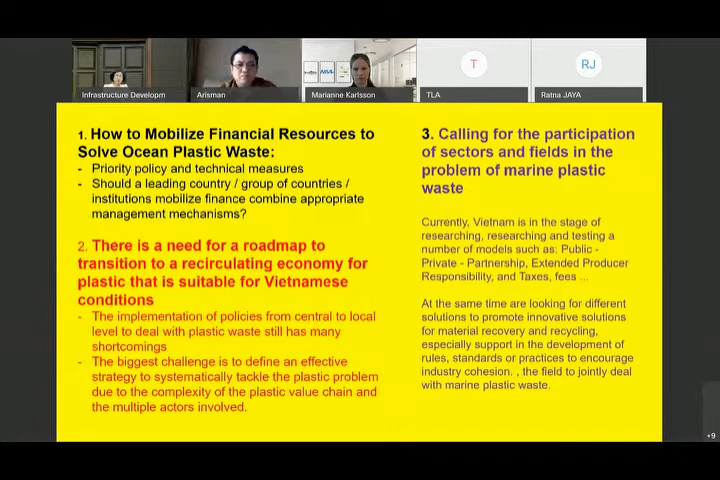 T
RJ
Infrastructure Developm
Arisman
Marianne Karlsson
TLA
Ratna JAYA
1. How to Mobilize Financial Resources to
Solve Ocean Plastic Waste:
- Priority policy and technical measures
- Should a leading country / group of countries /
institutions mobilize finance combine appropriate
management mechanisms?
2. There is a need for a roadmap to
transition to a recirculating economy for
plastic that is suitable for Vietnamese
conditions
- The implementation of policies from central to local
level to deal with plastic waste still has many
shortcomings
- The biggest challenge is to define an effective
strategy to systematically tackle the plastic problem
due to the complexity of the plastic value chain and
the multiple actors involved.
3. Calling for the participation
of sectors and fields in the
problem of marine plastic
waste
Currently, Vietnam is in the stage of
researching, researching and testing a
number of models such as: Public -
Private - Partnership, Extended Producer
Responsibility, and Taxes, fees ...
At the same time are looking for different
solutions to promote innovative solutions
for material recovery and recycling,
especially support in the development of
rules, standards or practices to encourage
industry cohesion. , the field to jointly deal
with marine plastic waste.
+9